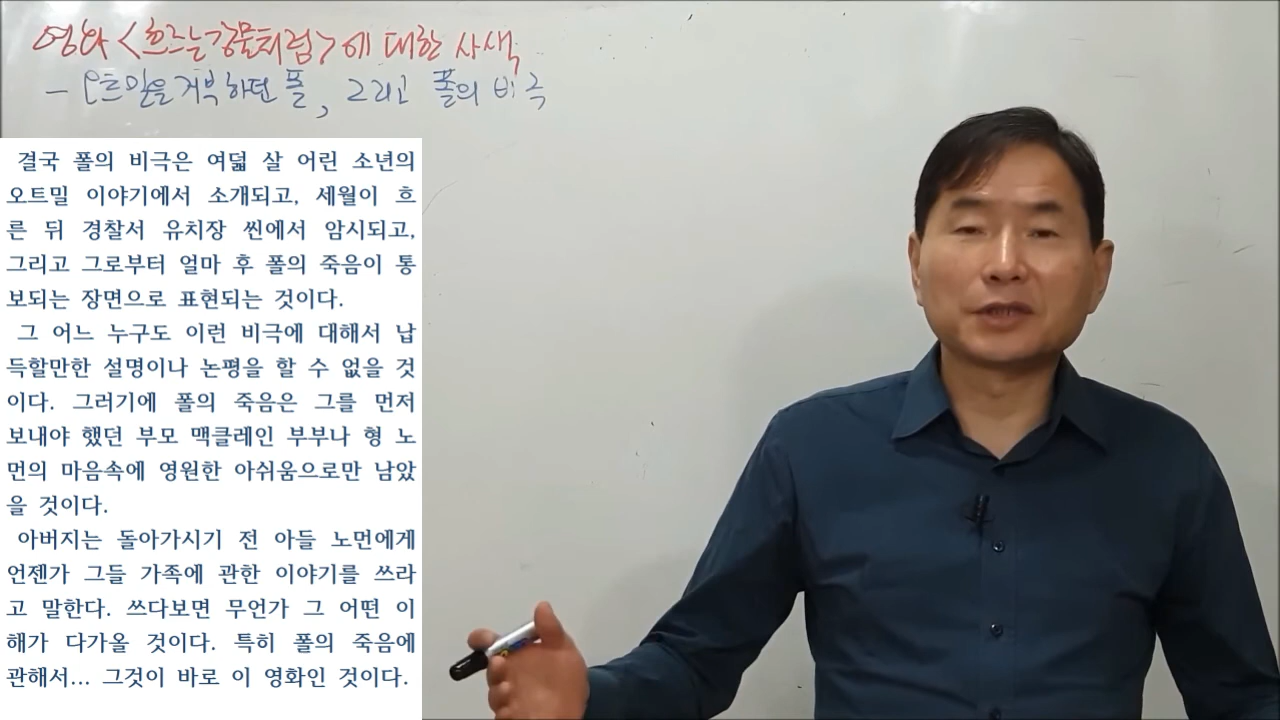 영화 <흐르는강물처럼>에 대한 사색
- 오트밀을 거부하던 폴, 그리고 폴의 비극
결국 폴의 비극은 여덟 살 어린 소년의
오트밀 이야기에서 소개되고, 세월이 흐
른 뒤 경찰서 유치장 씬에서 암시되고,
그리고 그로부터 얼마 후 폴의 죽음이 통
보되는 장면으로 표현되는 것이다.
그 어느 누구도 이런 비극에 대해서 납
득할만한 설명이나 논평을 할 수 없을 것
이다. 그러기에 폴의 죽음은 그를 먼저
보내야 했던 부모 맥클레인 부부나 형 노
먼의 마음속에 영원한 아쉬움으로만 남았
을 것이다.
아버지는 돌아가시기 전 아들 노먼에게
언젠가 그들 가족에 관한 이야기를 쓰라
고 말한다. 쓰다보면 무언가 그 어떤 이
해가 다가올 것이다. 특히 폴의 죽음에
관해서... 그것이 바로 이 영화인 것이다.